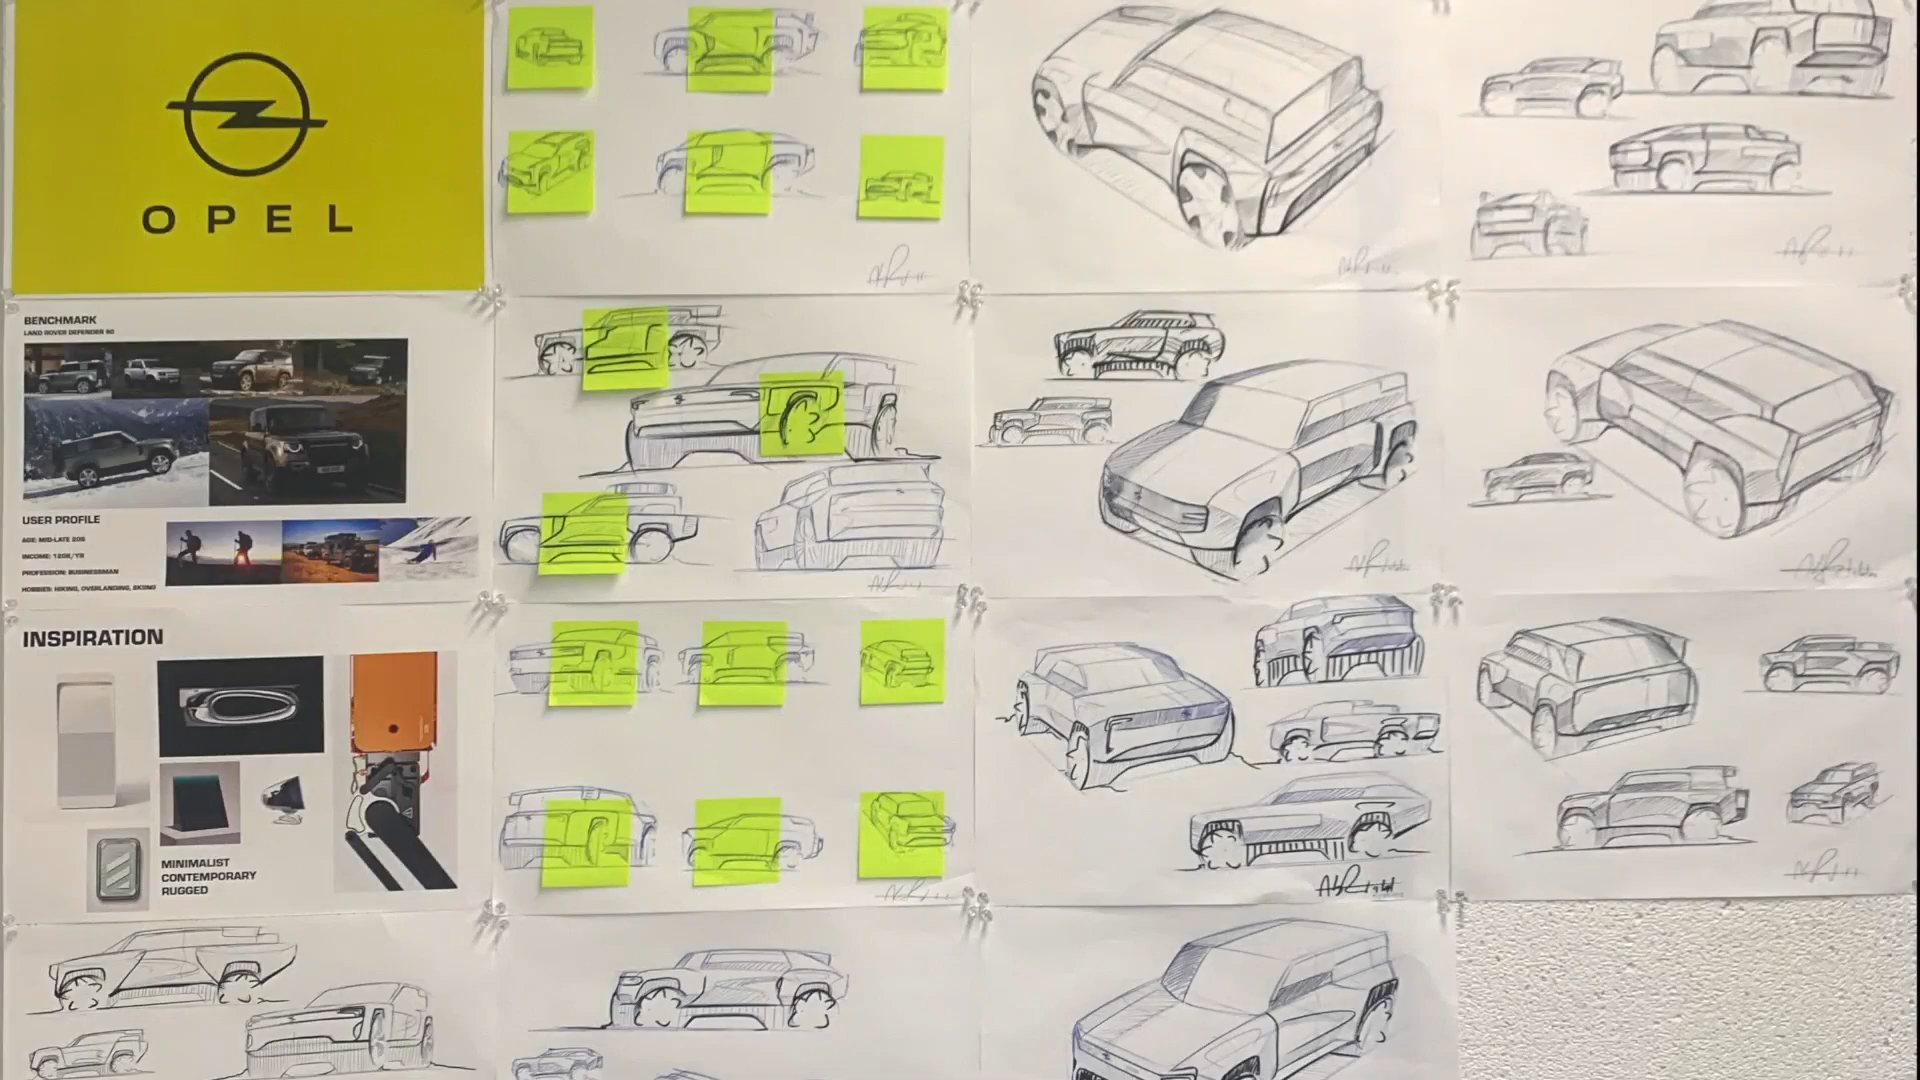 OPEL
BENCHMARK
LAND ROVER DEFENDER 90
USER PROFILE
AGE: MID-LATE 20S
INCOME: 120K/YR
PROFESSION: BUSINESSMAN
HOBBIES: HIKING, OVERLANDING, SKIING
INSPIRATION
MINIMALIST
CONTEMPORARY
RUGGED